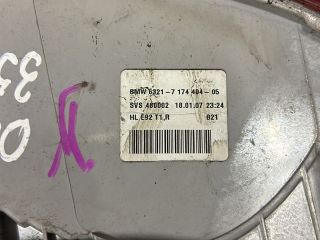 BMW 6321-7 174 404-05
SVS 480002 18.01.07 23:24
HL E92 T1,R 021